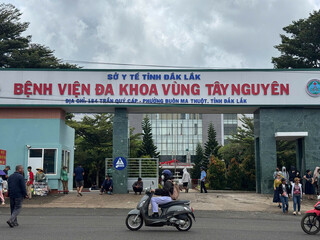 SỞ Y TẾ TỈNH ĐẮK LẮK
BỆNH VIỆN ĐA KHOA VÙNG TÂY NGUYÊN
ĐỊA CHỈ: 184 TRẦN QUÝ CÁP - PHƯỜNG BUÔN MA THUỘT, TỈNH ĐẮK LẮK